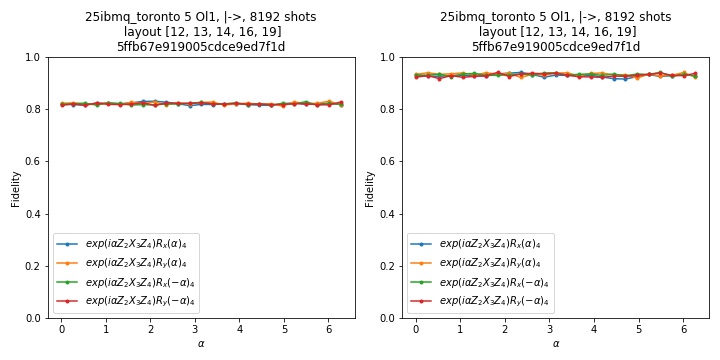 25ibmq_toronto 5 Ol1, |->, 8192 shots
layout [12, 13, 14, 16, 19]
5ffb67e919005cdce9ed7f1d
1.0
0.8
0.6
0.4
0.2
0.0
Fidelity
exp(iαZ₂X₃Z₄)Rₓ(α)₄
exp(iαZ₂X₃Z₄)Rᵧ(α)₄
exp(iαZ₂X₃Z₄)Rₓ(−α)₄
exp(iαZ₂X₃Z₄)Rᵧ(−α)₄
0 1 2 3 4 5 6
α
25ibmq_toronto 5 Ol1, |->, 8192 shots
layout [12, 13, 14, 16, 19]
5ffb67e919005cdce9ed7f1d
1.0
0.8
0.6
0.4
0.2
0.0
Fidelity
exp(iαZ₂X₃Z₄)Rₓ(α)₄
exp(iαZ₂X₃Z₄)Rᵧ(α)₄
exp(iαZ₂X₃Z₄)Rₓ(−α)₄
exp(iαZ₂X₃Z₄)Rᵧ(−α)₄
0 1 2 3 4 5 6
α